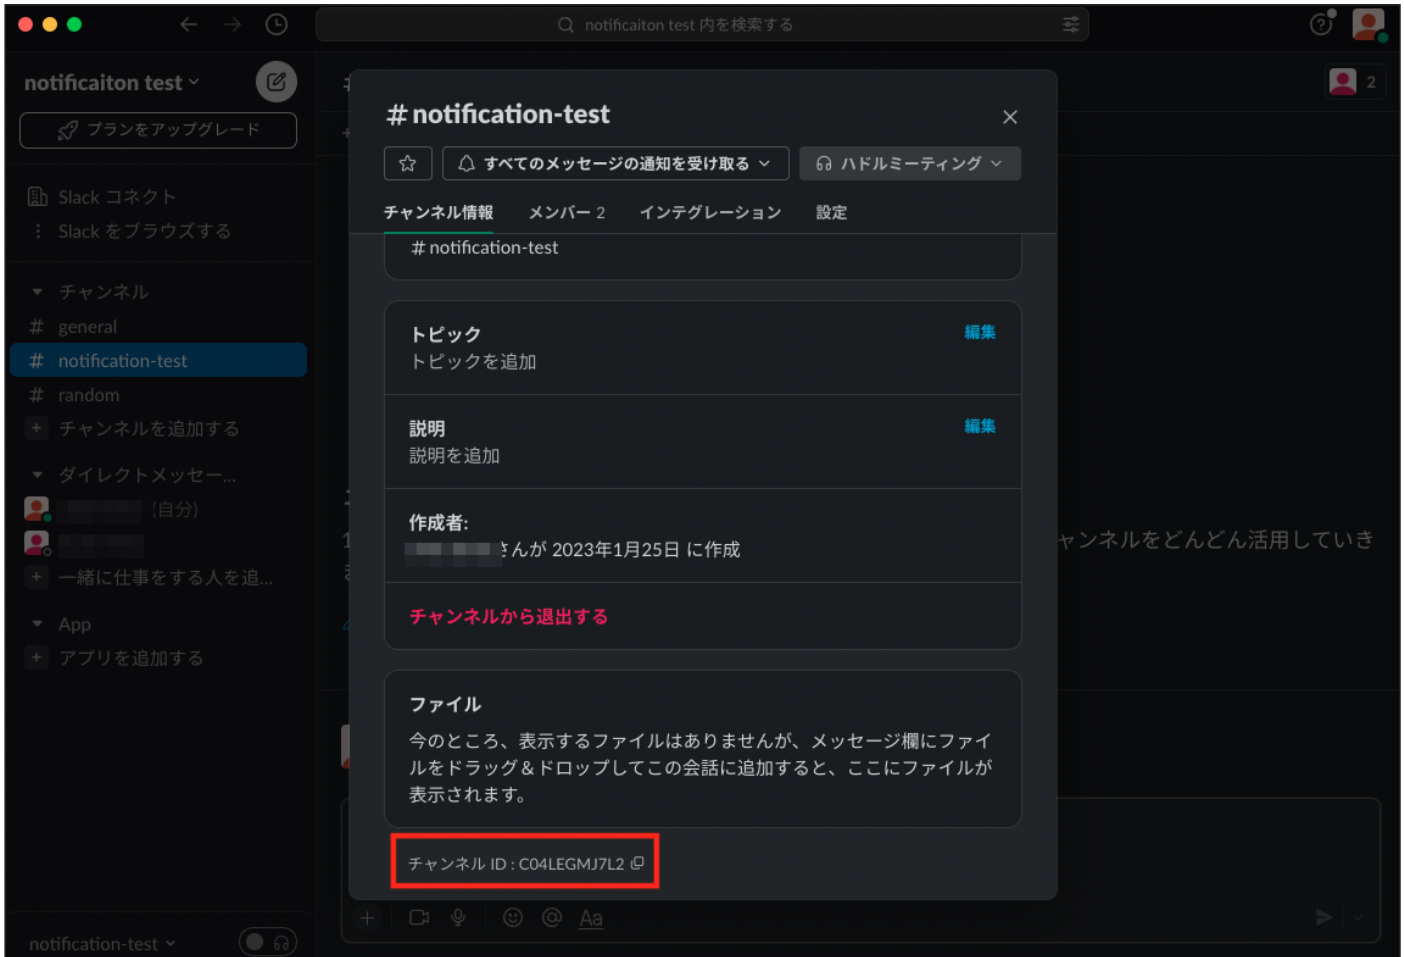 notificaiton test 内を検索する
notificaiton test
プランをアップグレード
Slack コネクト
Slack をブラウズする
チャンネル
# general
# notification-test
# random
+ チャンネルを追加する
ダイレクトメッセー...
(自分)
+ 一緒に仕事をする人を追...
App
+ アプリを追加する
notification-test
2
# notification-test
すべてのメッセージの通知を受け取る
ハドルミーティング
チャンネル情報 メンバー 2 インテグレーション 設定
# notification-test
トピック 編集
トピックを追加
説明 編集
説明を追加
作成者:
さんが 2023年1月25日 に作成
チャンネルから退出する
ファイル
今のところ、表示するファイルはありませんが、メッセージ欄にファイ
ルをドラッグ＆ドロップしてこの会話に追加すると、ここにファイルが
表示されます。
チャンネル ID : C04LEGMJ7L2
ャンネルをどんどん活用していき
Aa